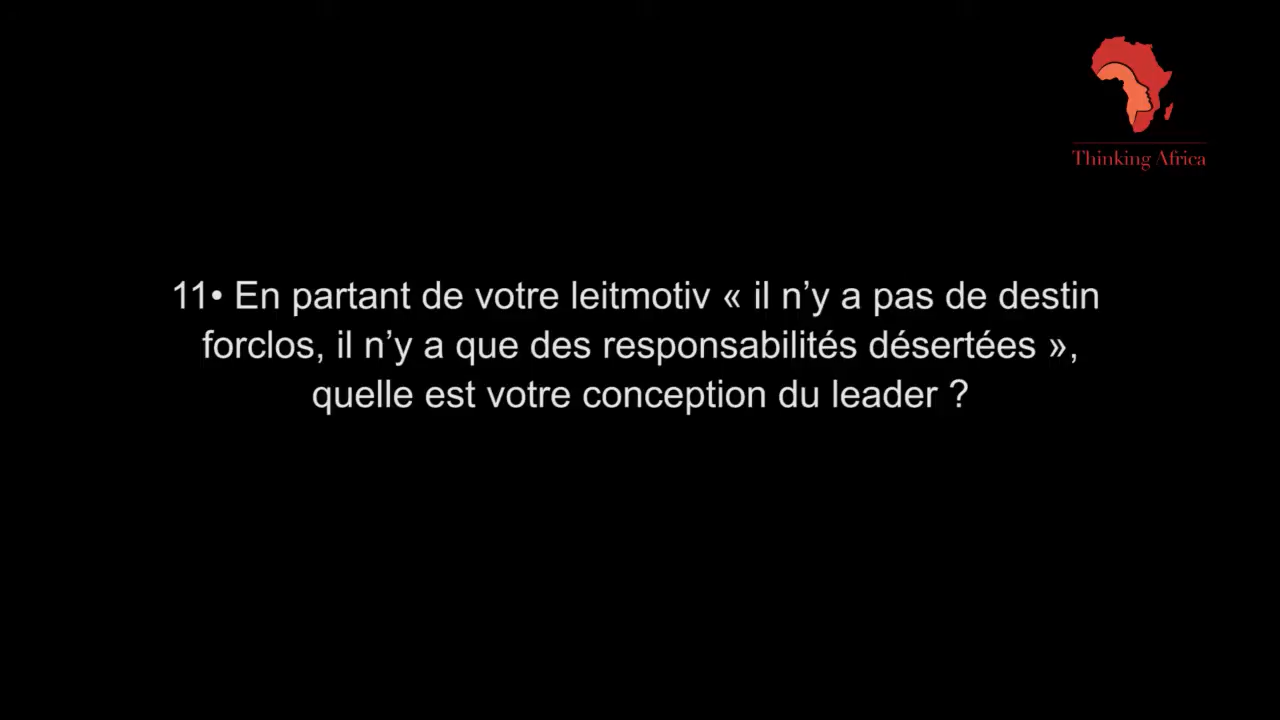 Thinking Africa
11• En partant de votre leitmotiv « il n’y a pas de destin
forclos, il n’y a que des responsabilités désertées »,
quelle est votre conception du leader ?